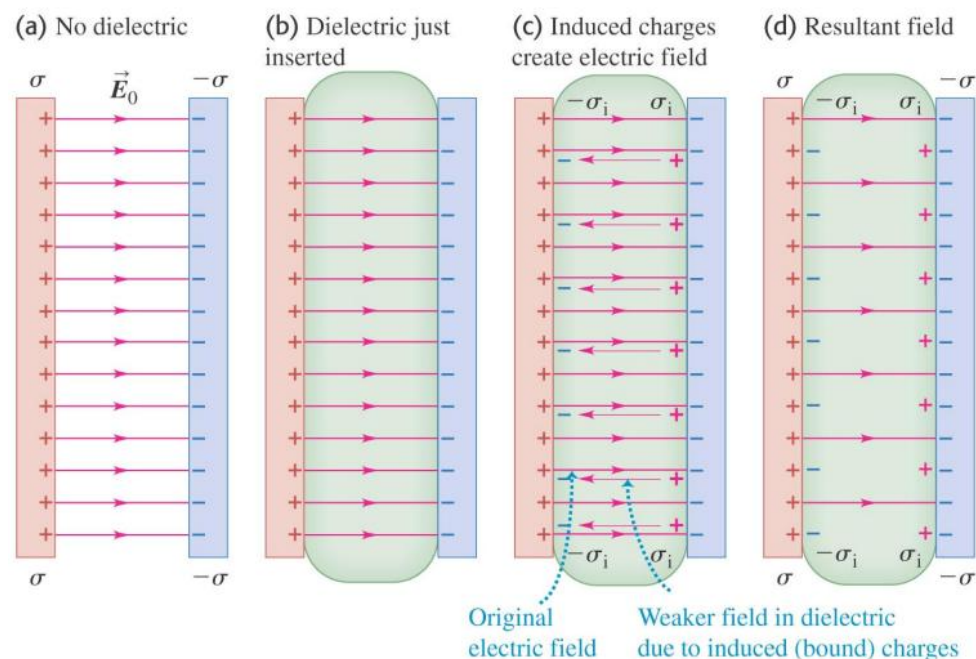 (a) No dielectric
σ
E⃗₀
−σ
σ
−σ
(b) Dielectric just
inserted
(c) Induced charges
create electric field
−σᵢ σᵢ
−σᵢ σᵢ
Original
electric field
Weaker field in dielectric
due to induced (bound) charges
(d) Resultant field
σ
−σ
−σᵢ σᵢ
−σᵢ σᵢ
σ
−σ